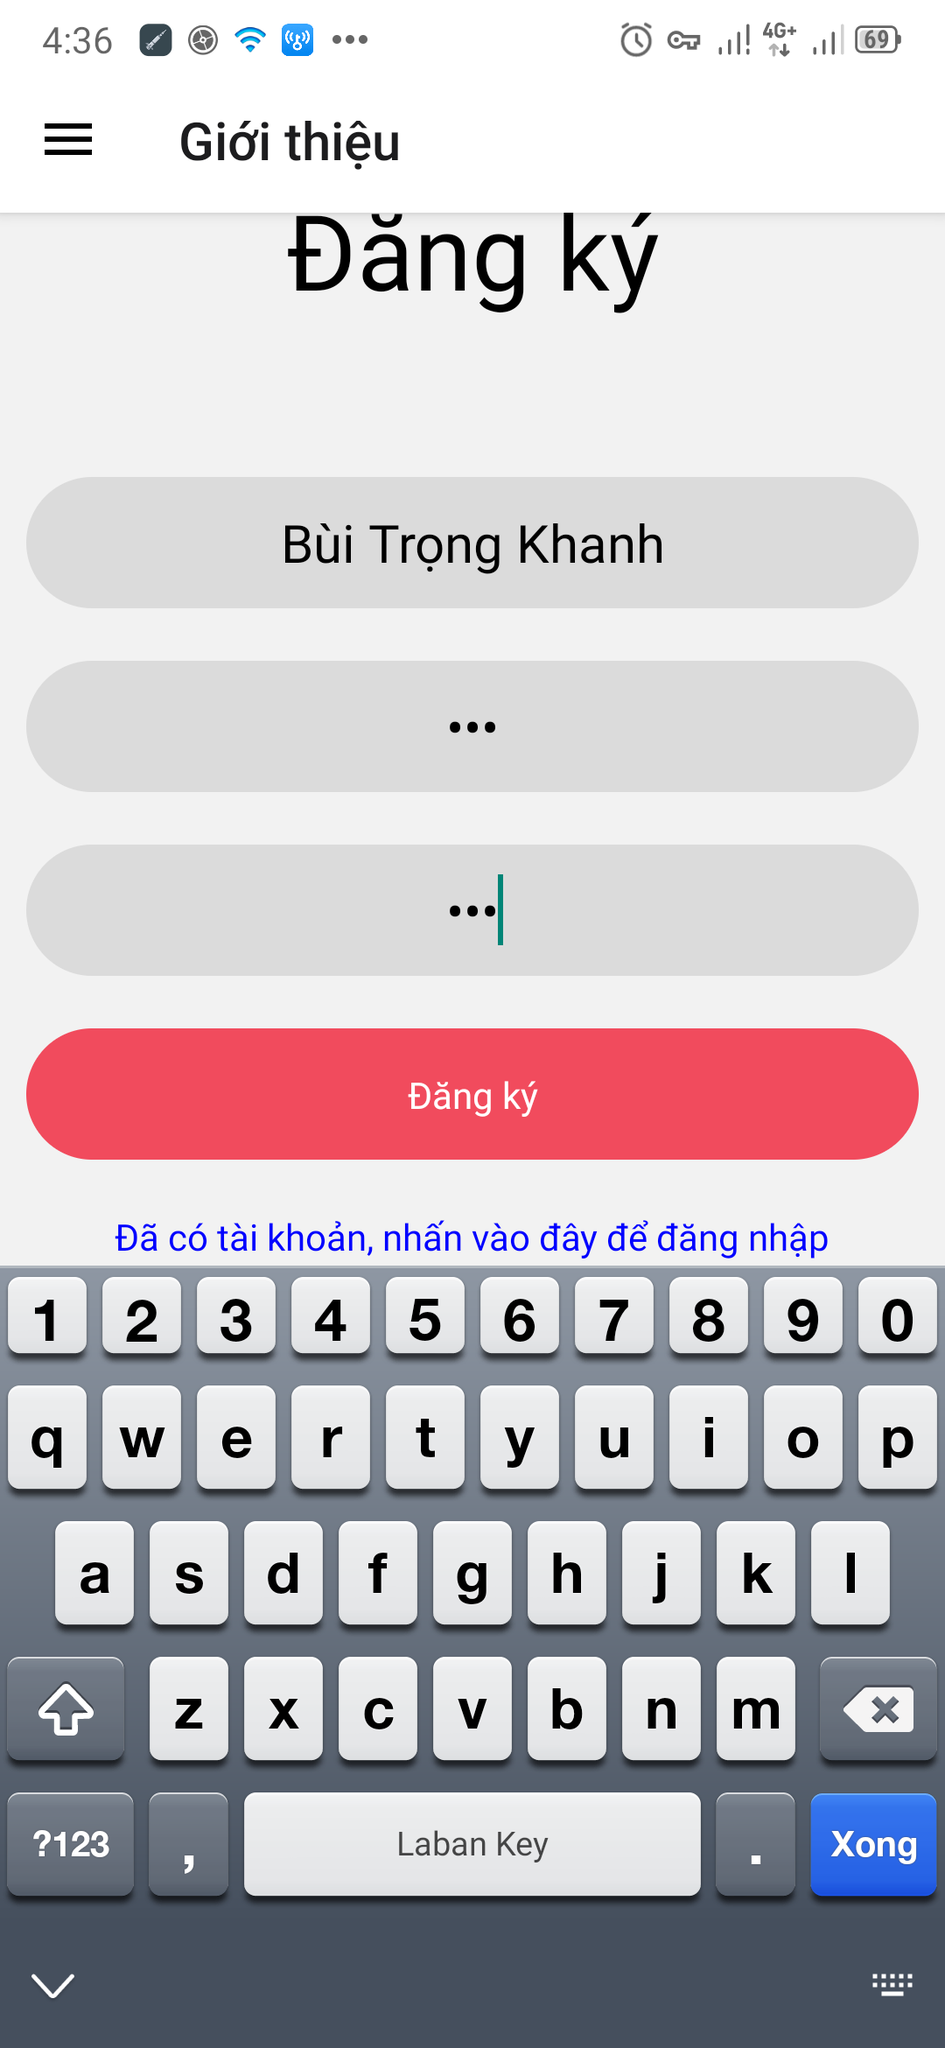 4:36 4G+ 69
Giới thiệu
Đăng ký
Bùi Trọng Khanh
•••
•••
Đăng ký
Đã có tài khoản, nhấn vào đây để đăng nhập
1 2 3 4 5 6 7 8 9 0
q w e r t y u i o p
a s d f g h j k l
z x c v b n m
?123 , Laban Key . Xong